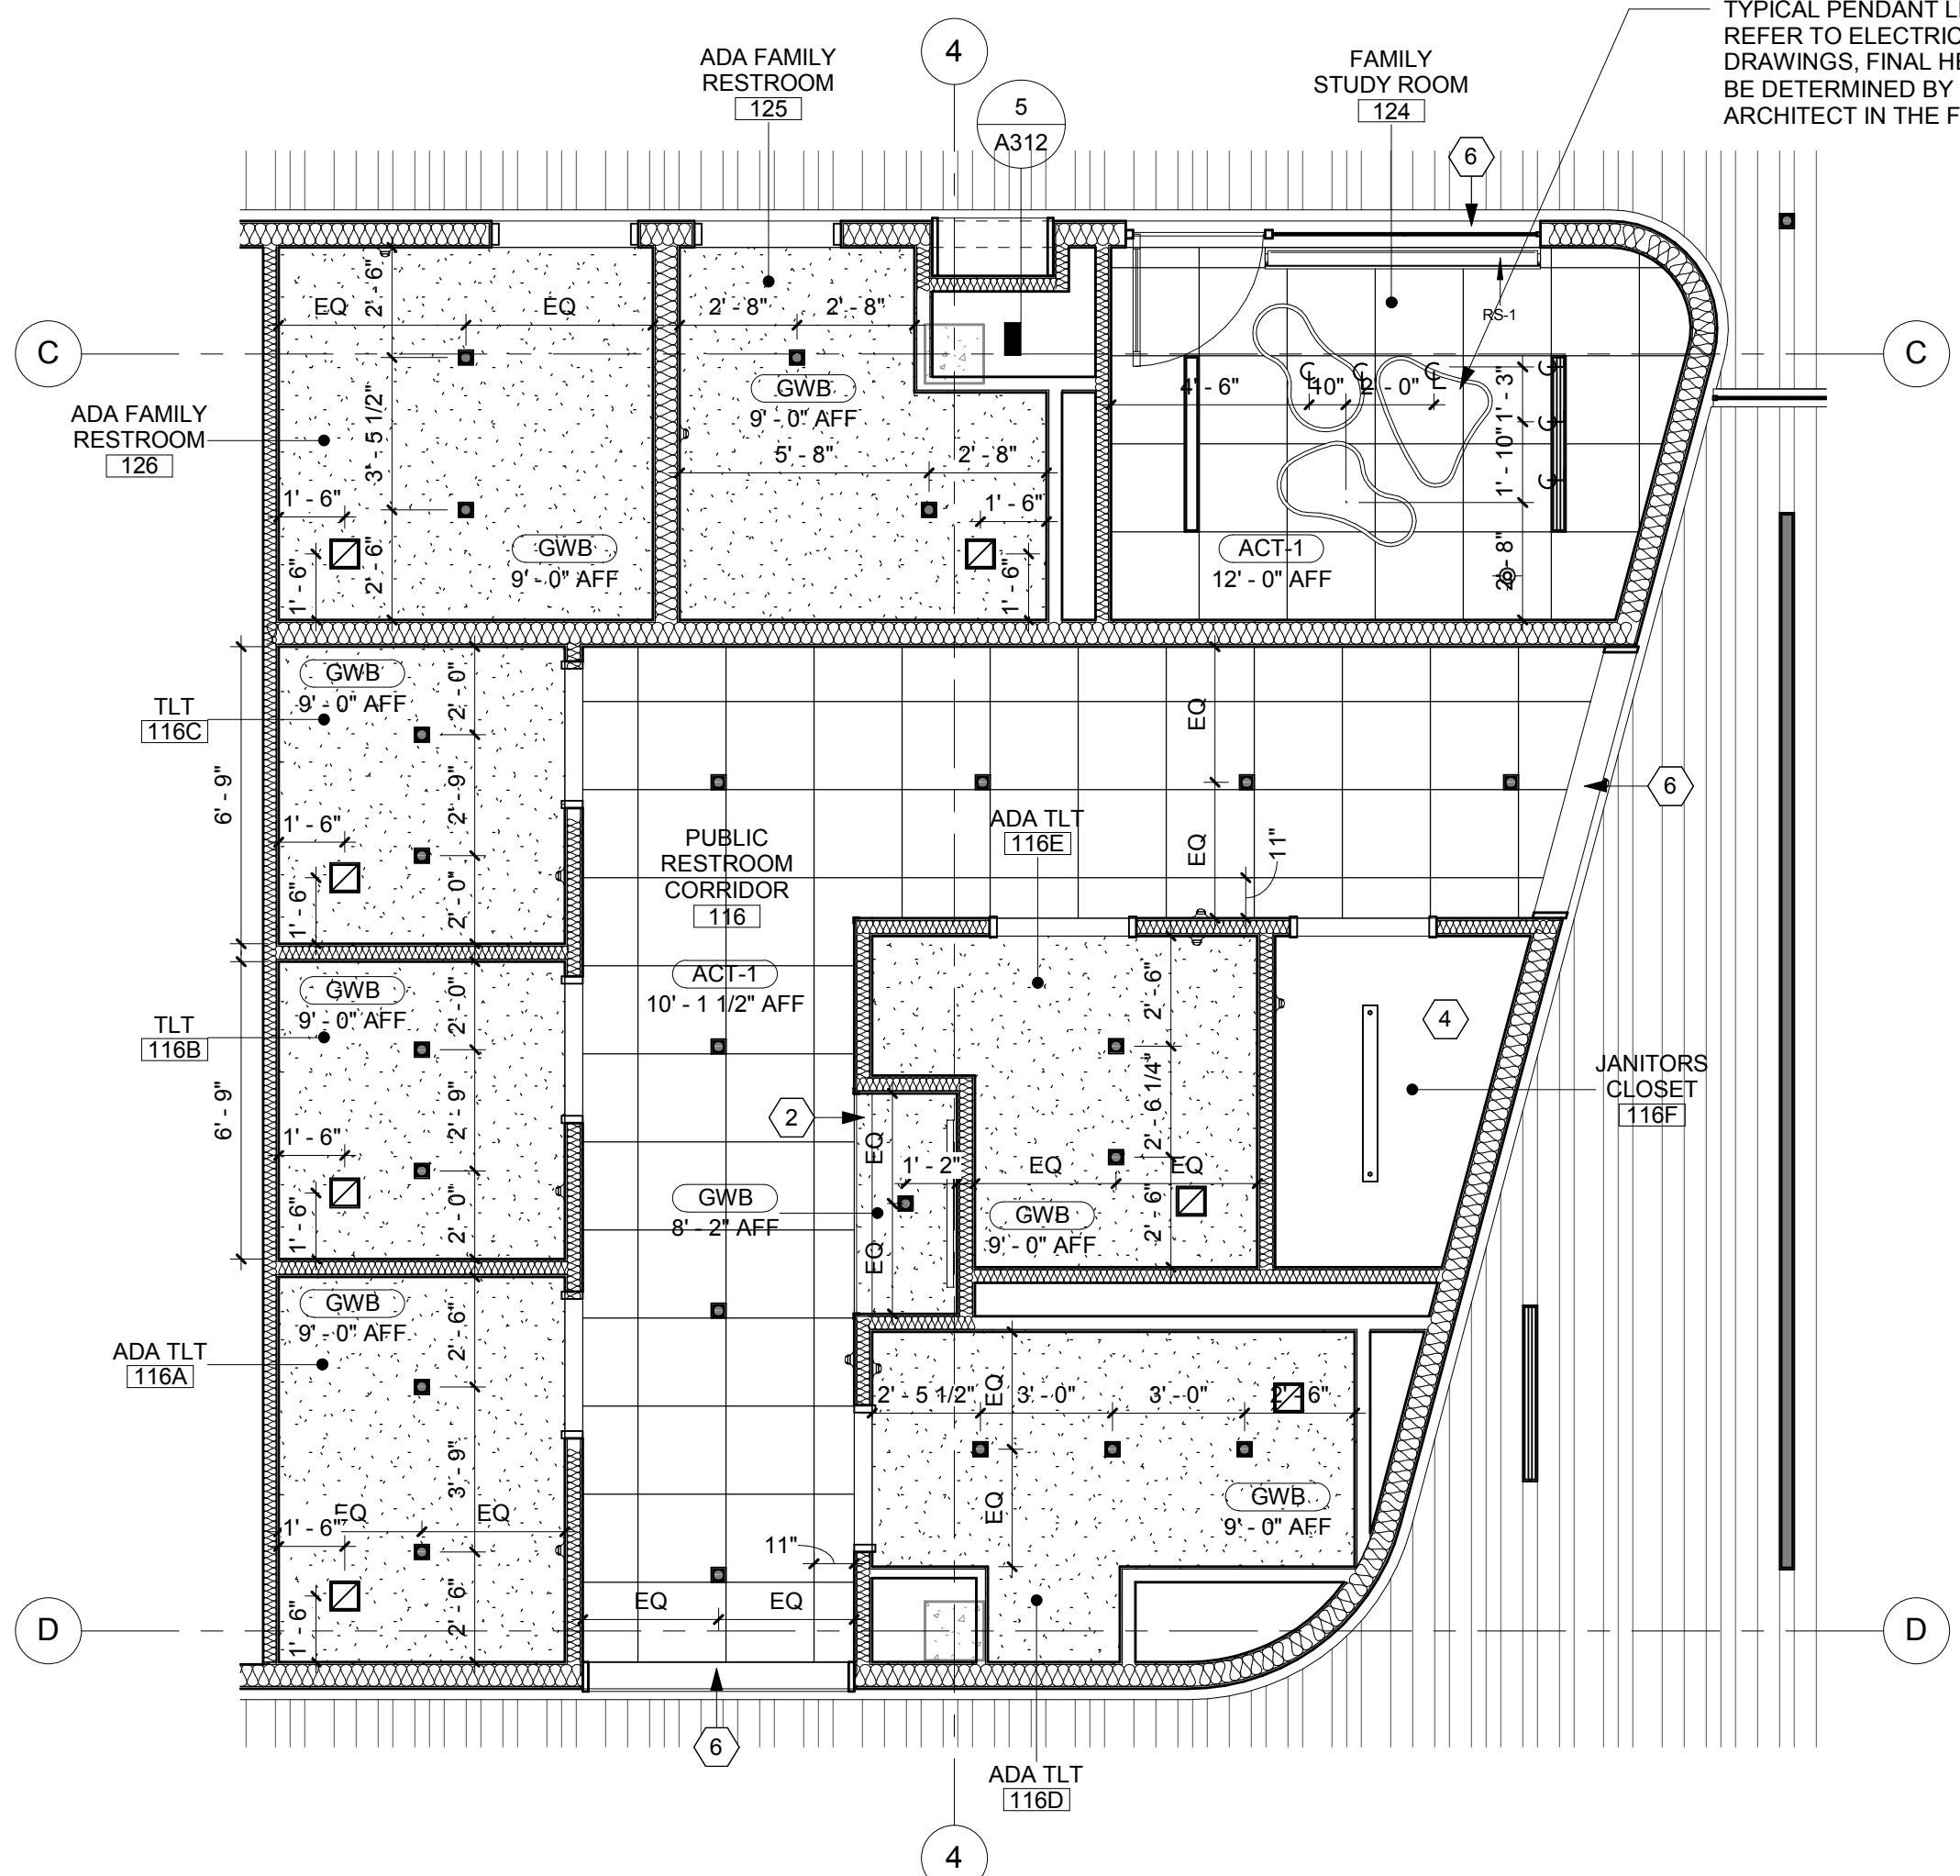 TYPICAL PENDANT
REFER TO
DRAWINGS, FINAL
BE DETERMINED BY
ARCHITECT IN THE
4
5
A312
ADA FAMILY
RESTROOM
125
FAMILY
STUDY ROOM
124
6
C
C
ADA FAMILY
RESTROOM
126
EQ
EQ
2' - 6"
3' - 5 1/2"
2' - 6"
1' - 6"
1' - 6"
GWB
9' - 0" AFF
2' - 8"
2' - 8"
GWB
9' - 0" AFF
5' - 8"
2' - 8"
1' - 6"
1' - 6"
RS-1
4' - 6"
10"
2' - 0"
CL
CL
CL
1' - 3"
1' - 10"
2' - 8"
CL
CL
CL
ACT-1
12' - 0" AFF
TLT
116C
6' - 9"
GWB
9' - 0" AFF
2' - 0"
2' - 9"
2' - 0"
1' - 6"
1' - 6"
PUBLIC
RESTROOM
CORRIDOR
116
ACT-1
10' - 1 1/2" AFF
EQ
EQ
11"
6
ADA TLT
116E
TLT
116B
6' - 9"
GWB
9' - 0" AFF
2' - 0"
2' - 9"
2' - 0"
1' - 6"
1' - 6"
2
GWB
8' - 2" AFF
EQ
EQ
1' - 2"
EQ
EQ
2' - 6"
2' - 6 1/4"
2' - 6"
GWB
9' - 0" AFF
4
JANITORS
CLOSET
116F
ADA TLT
116A
GWB
9' - 0" AFF
2' - 6"
3' - 9"
2' - 6"
EQ
EQ
1' - 6"
1' - 6"
11"
EQ
EQ
2' - 5 1/2"
3' - 0"
3' - 0"
2' - 6"
EQ
EQ
GWB
9' - 0" AFF
D
D
6
ADA TLT
116D
4